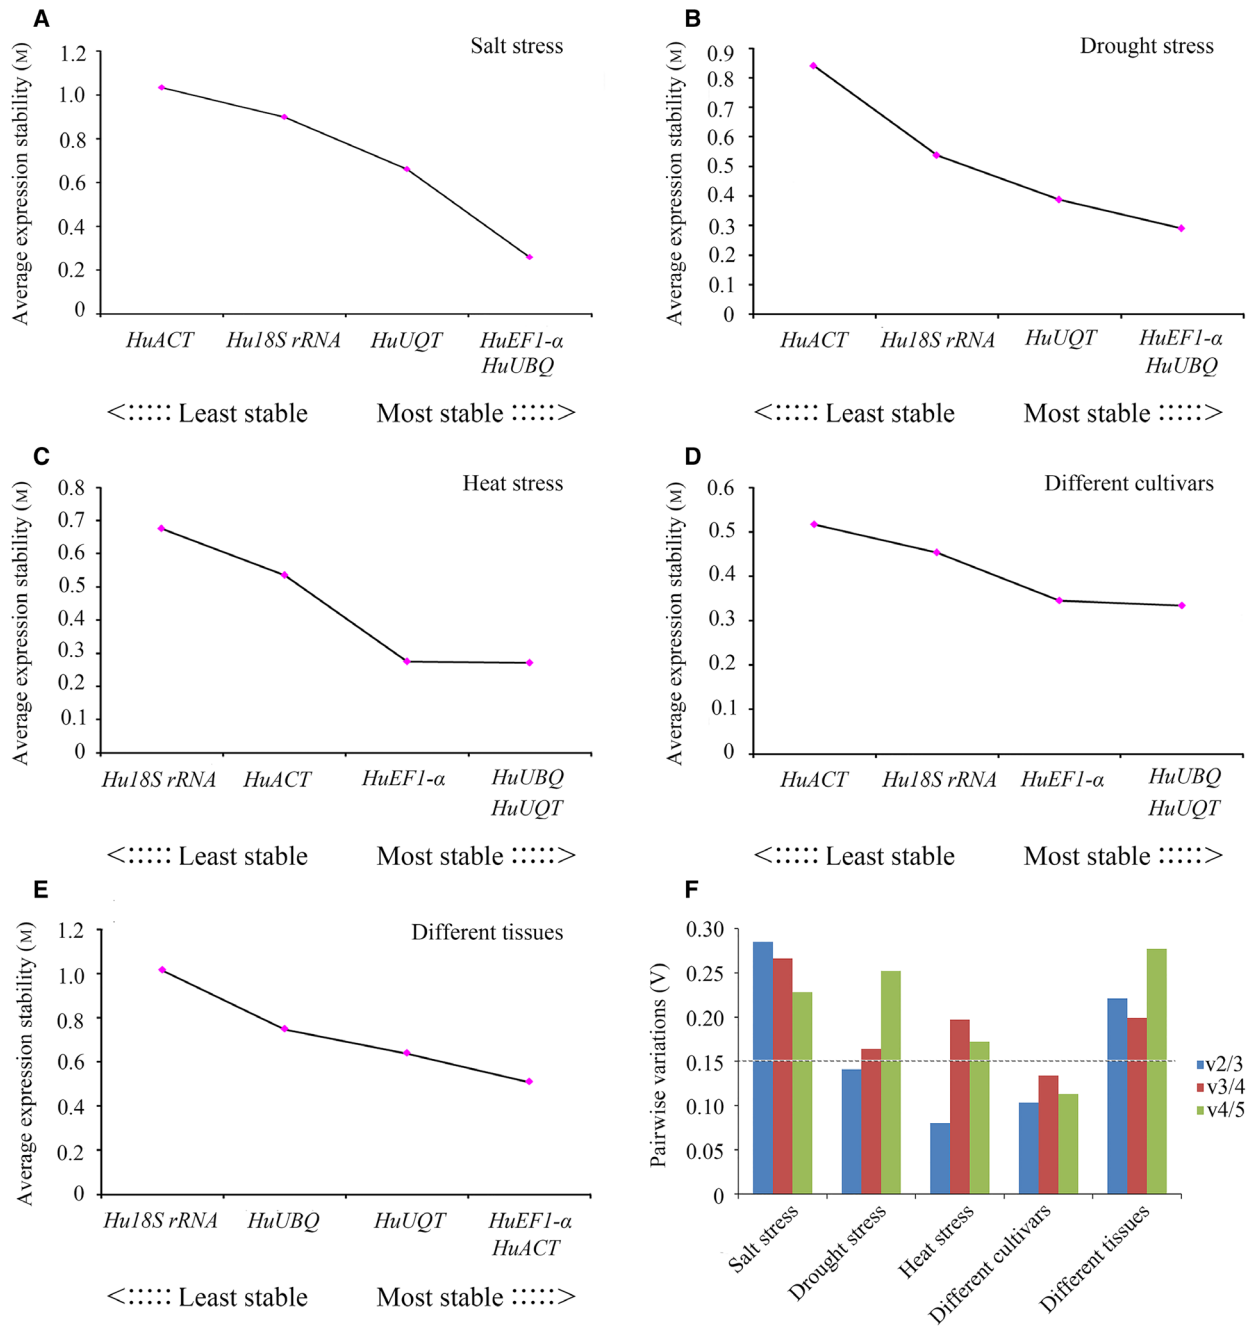 A
Salt stress
Average expression stability (M)
1.2
1.0
0.8
0.6
0.4
0.2
0
HuACT
Hu18S rRNA
HuUQT
HuEF1-α
HuUBQ
<::::: Least stable
Most stable :::::>
B
Drought stress
Average expression stability (M)
0.9
0.8
0.7
0.6
0.5
0.4
0.3
0.2
0.1
0
HuACT
Hu18S rRNA
HuUQT
HuEF1-α
HuUBQ
<::::: Least stable
Most stable :::::>
C
Heat stress
Average expression stability (M)
0.8
0.7
0.6
0.5
0.4
0.3
0.2
0.1
0
Hu18S rRNA
HuACT
HuEF1-α
HuUBQ
HuUQT
<::::: Least stable
Most stable :::::>
D
Different cultivars
Average expression stability (M)
0.6
0.5
0.4
0.3
0.2
0.1
0
HuACT
Hu18S rRNA
HuEF1-α
HuUBQ
HuUQT
<::::: Least stable
Most stable :::::>
E
Different tissues
Average expression stability (M)
1.2
1.0
0.8
0.6
0.4
0.2
0
Hu18S rRNA
HuUBQ
HuUQT
HuEF1-α
HuACT
<::::: Least stable
Most stable :::::>
F
Pairwise variations (V)
0.30
0.25
0.20
0.15
0.10
0.05
0
Salt stress
Drought stress
Heat stress
Different cultivars
Different tissues
v2/3
v3/4
v4/5